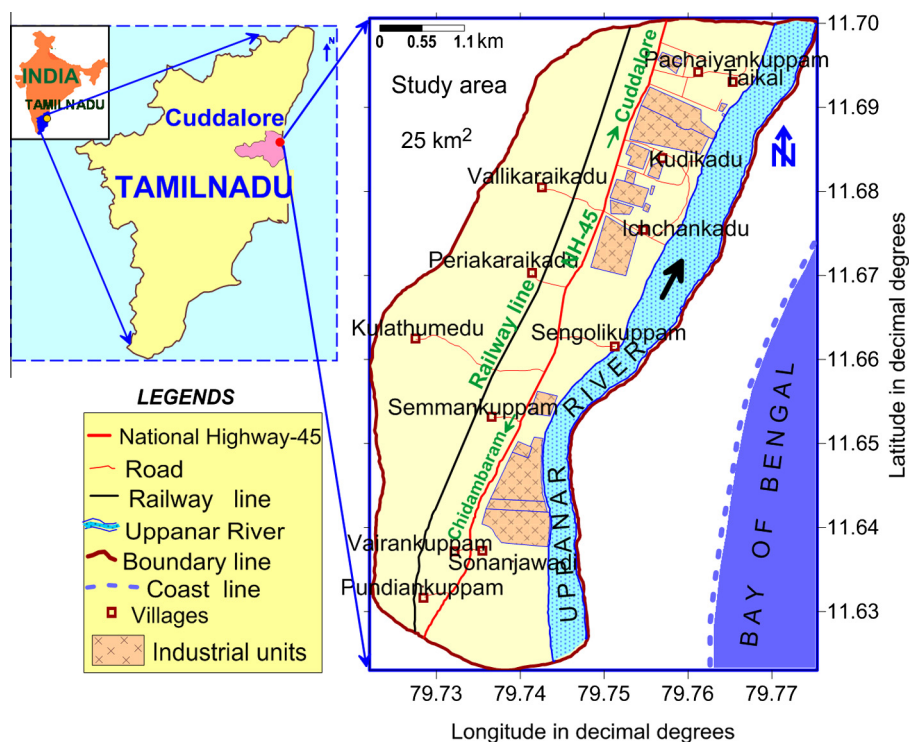 INDIA
TAMILNADU
N
Cuddalore
TAMILNADU
0 0.55 1.1 km
Study area
25 km²
Cuddalore
Pachaiyankuppam
Taikal
Kudikadu
Vallikaraikadu
Ichchankadu
NH-45
Periakaraikadu
Railway line
Kulathumedu
Sengolikuppam
Semmankuppam
Chidambaram
Vairankuppam
Sonanjawadi
Pundiankuppam
UPPANAR RIVER
BAY OF BENGAL
N
11.70
11.69
11.68
11.67
11.66
11.65
11.64
11.63
Latitude in decimal degrees
79.73 79.74 79.75 79.76 79.77
Longitude in decimal degrees
LEGENDS
National Highway-45
Road
Railway line
Uppanar River
Boundary line
Coast line
Villages
Industrial units